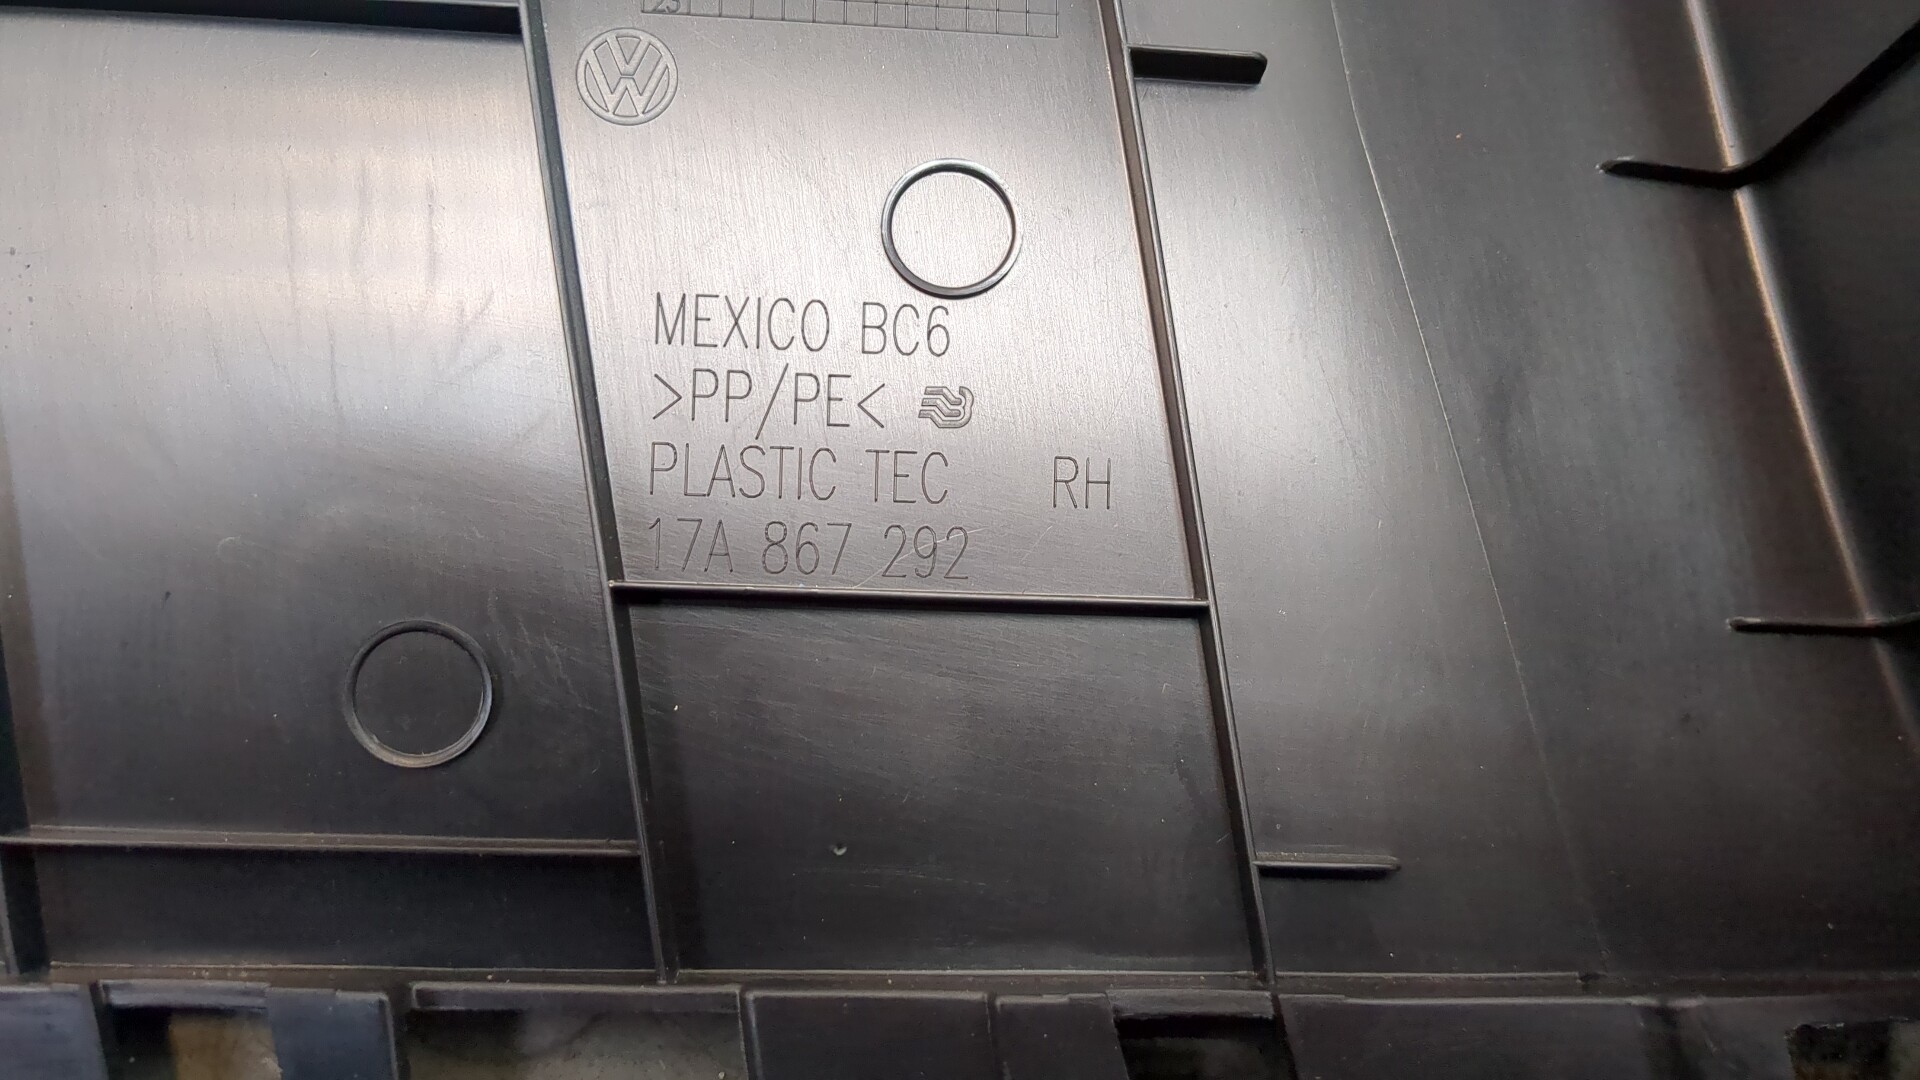 MEXICO BC6
>PP/PE<
PLASTIC TEC RH
17A 867 292